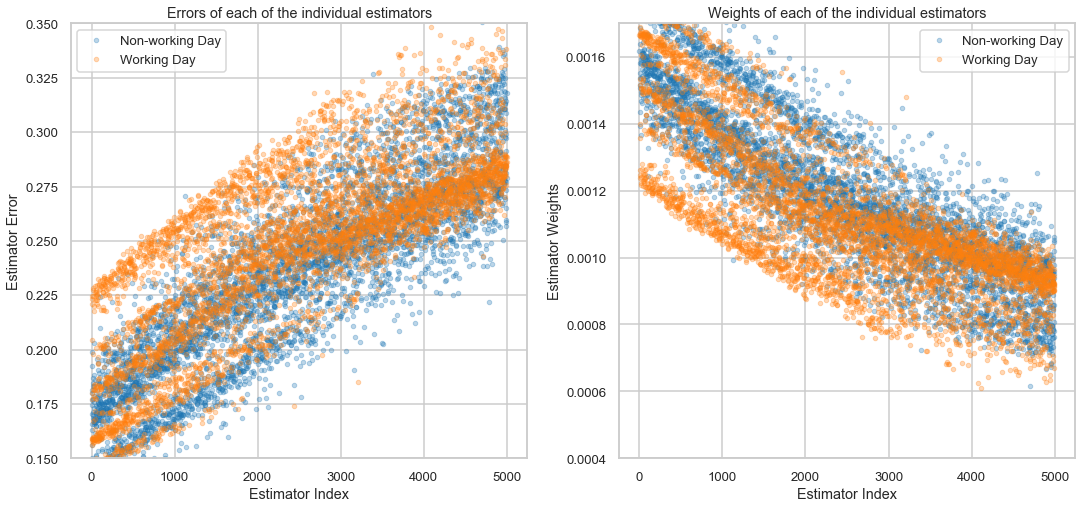 Errors of each of the individual estimators
0.350
0.325
0.300
0.275
0.250
0.225
0.200
0.175
0.150
Estimator Error
Non-working Day
Working Day
0
1000
2000
3000
4000
5000
Estimator Index
Weights of each of the individual estimators
0.0016
0.0014
0.0012
0.0010
0.0008
0.0006
0.0004
Estimator Weights
Non-working Day
Working Day
0
1000
2000
3000
4000
5000
Estimator Index